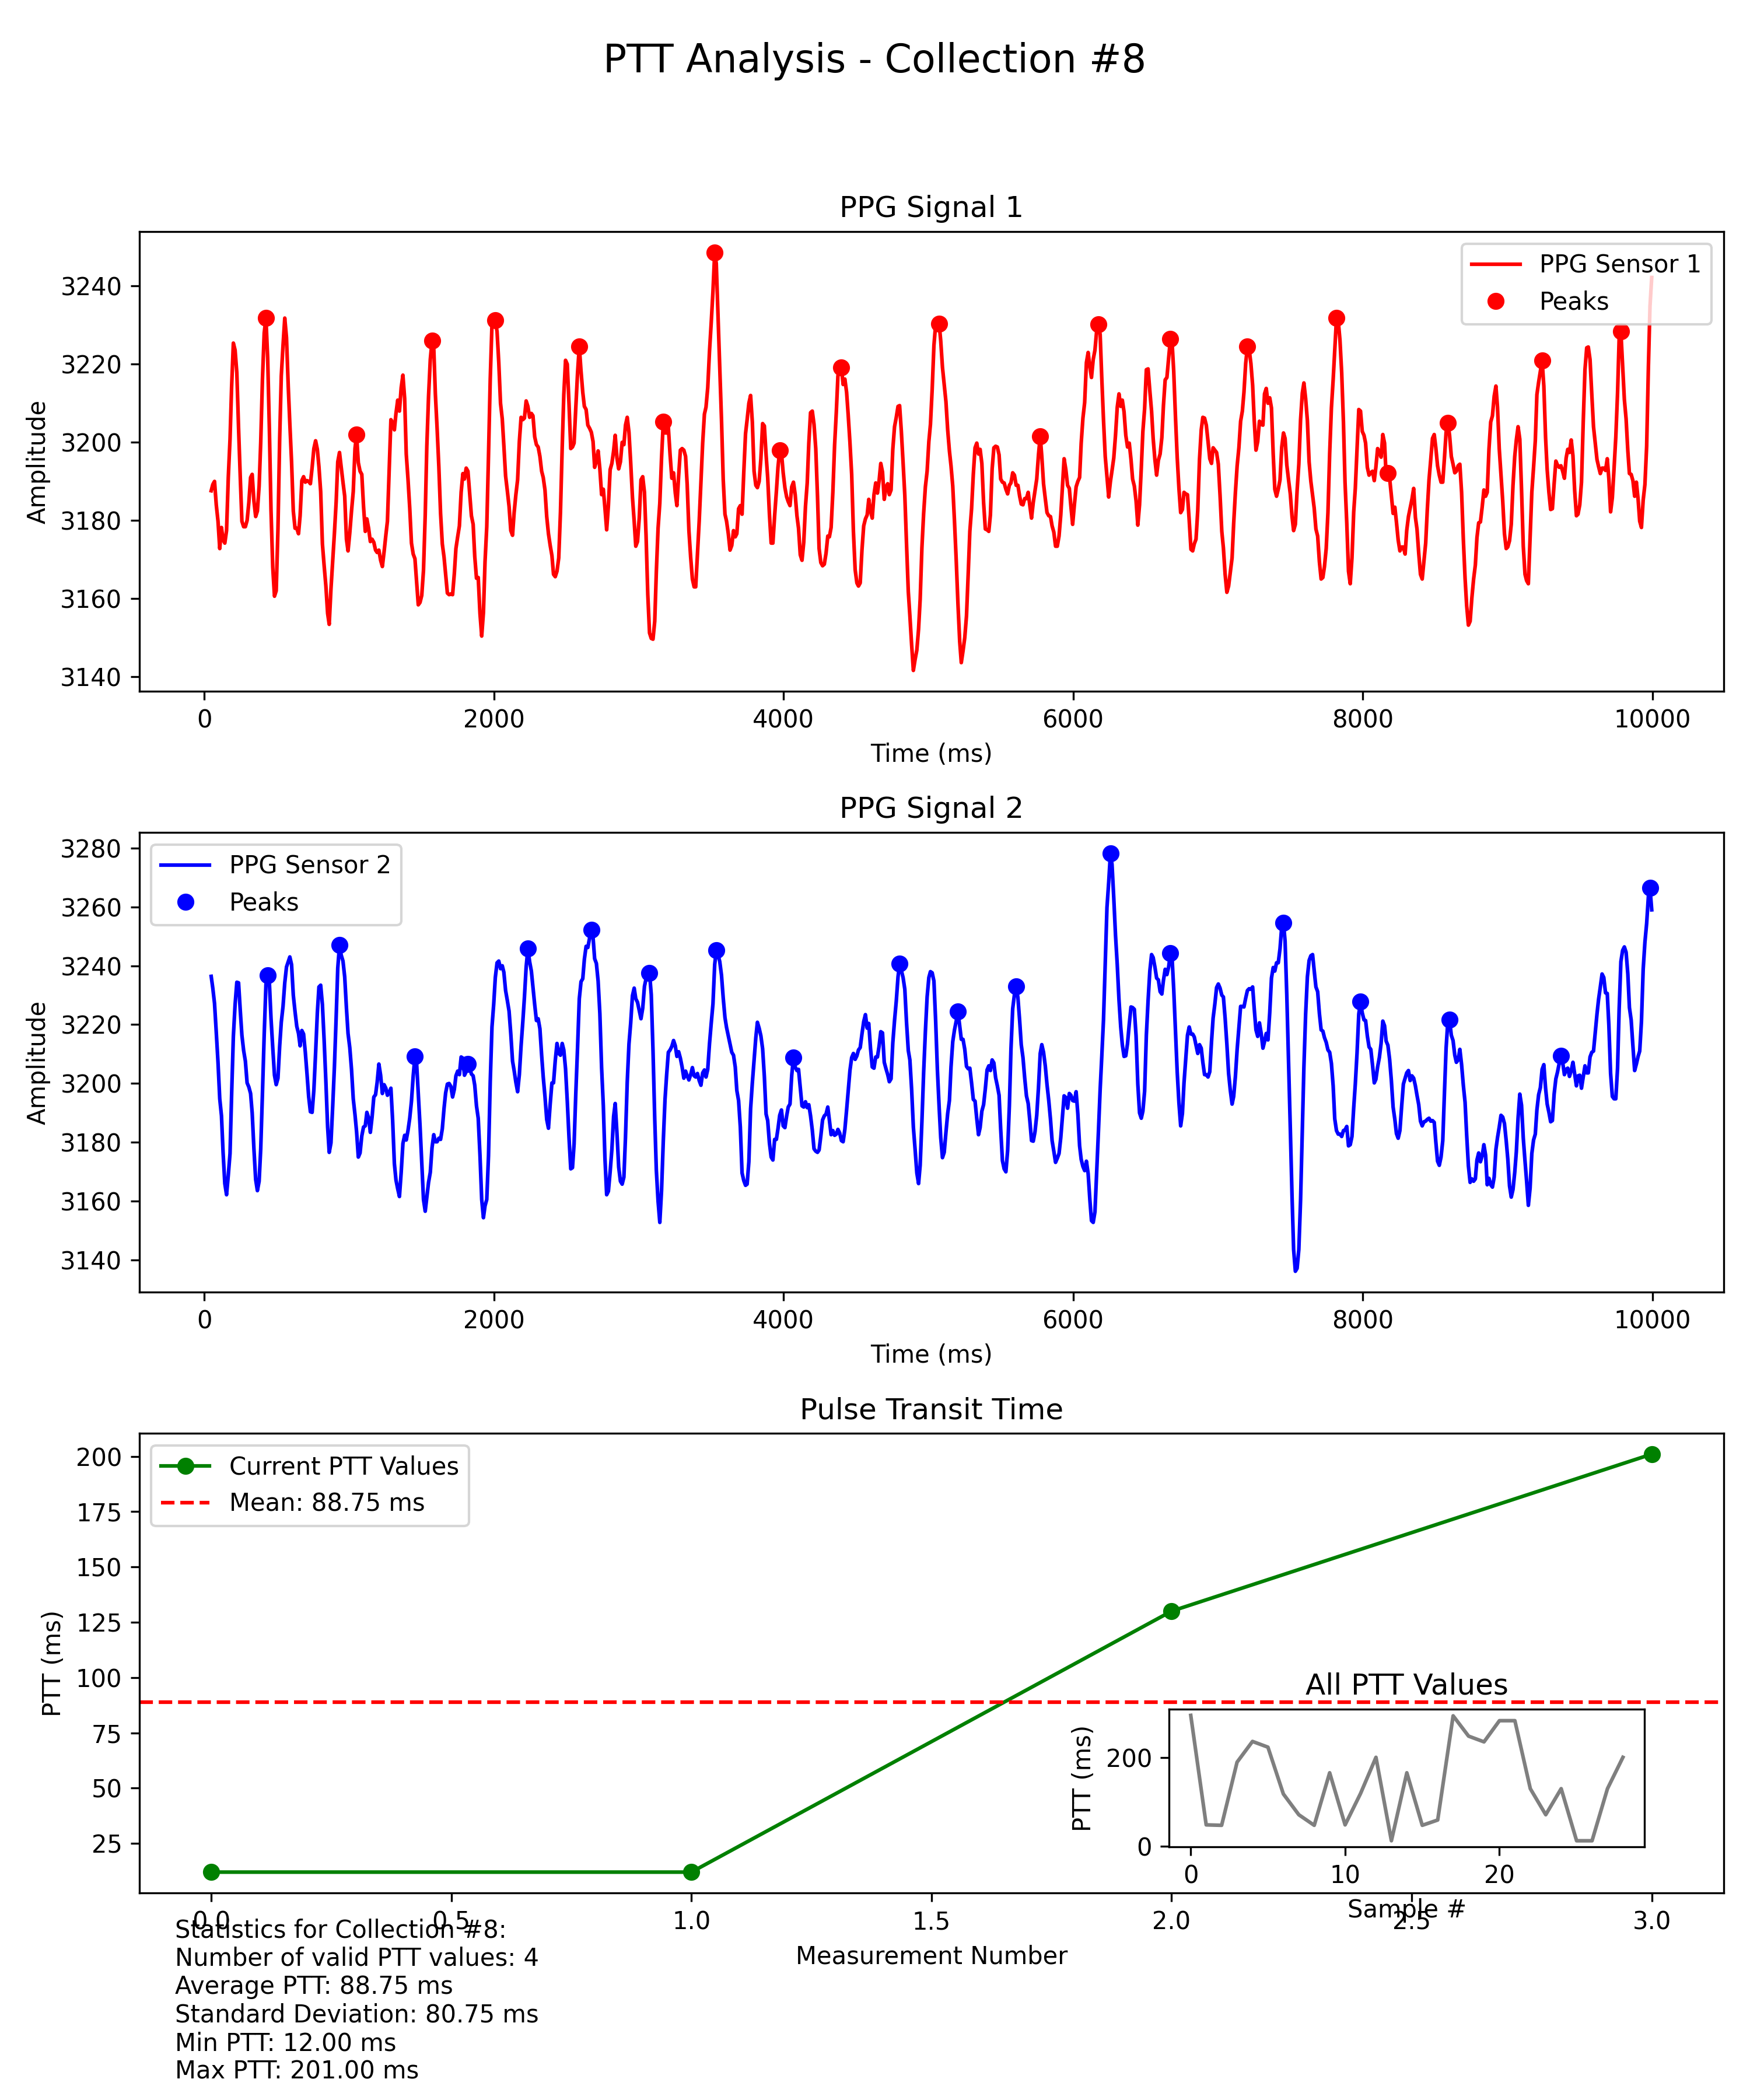 PTT Analysis - Collection #8
PPG Signal 1
Amplitude
3240
3220
3200
3180
3160
3140
PPG Sensor 1
Peaks
0 2000 4000 6000 8000 10000
Time (ms)
PPG Signal 2
Amplitude
3280
3260
3240
3220
3200
3180
3160
3140
PPG Sensor 2
Peaks
0 2000 4000 6000 8000 10000
Time (ms)
Pulse Transit Time
PTT (ms)
200
175
150
125
100
75
50
25
Current PTT Values
Mean: 88.75 ms
All PTT Values
PTT (ms)
200
0
0 10 20
Sample #
0.0 0.5 1.0 1.5 2.0 2.5 3.0
Measurement Number
Statistics for Collection #8:
Number of valid PTT values: 4
Average PTT: 88.75 ms
Standard Deviation: 80.75 ms
Min PTT: 12.00 ms
Max PTT: 201.00 ms